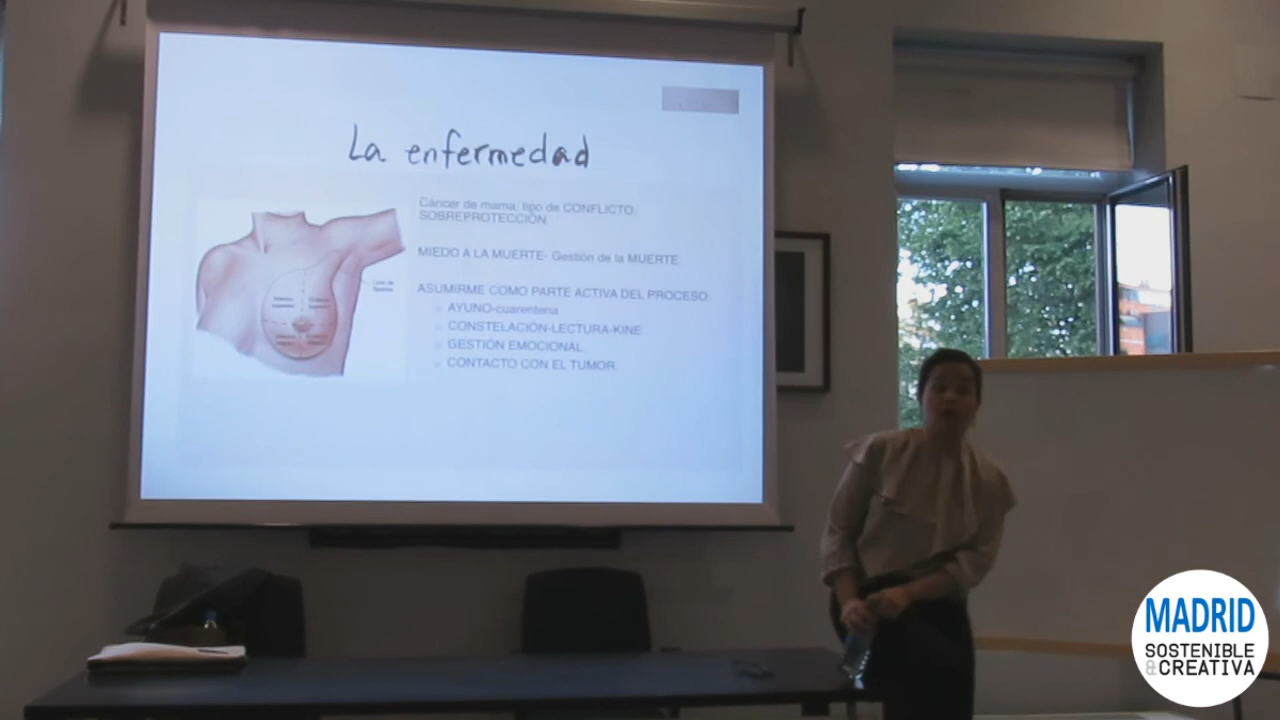 La enfermedad
Cáncer de mama: tipo de CONFLICTO:
SOBREPROTECCIÓN
MIEDO A LA MUERTE- Gestión de la MUERTE
ASUMIRME COMO PARTE ACTIVA DEL PROCESO:
AYUNO-cuarentena
CONSTELACIÓN-LECTURA-KINE
GESTIÓN EMOCIONAL
CONTACTO CON EL TUMOR.
MADRID
SOSTENIBLE
&CREATIVA